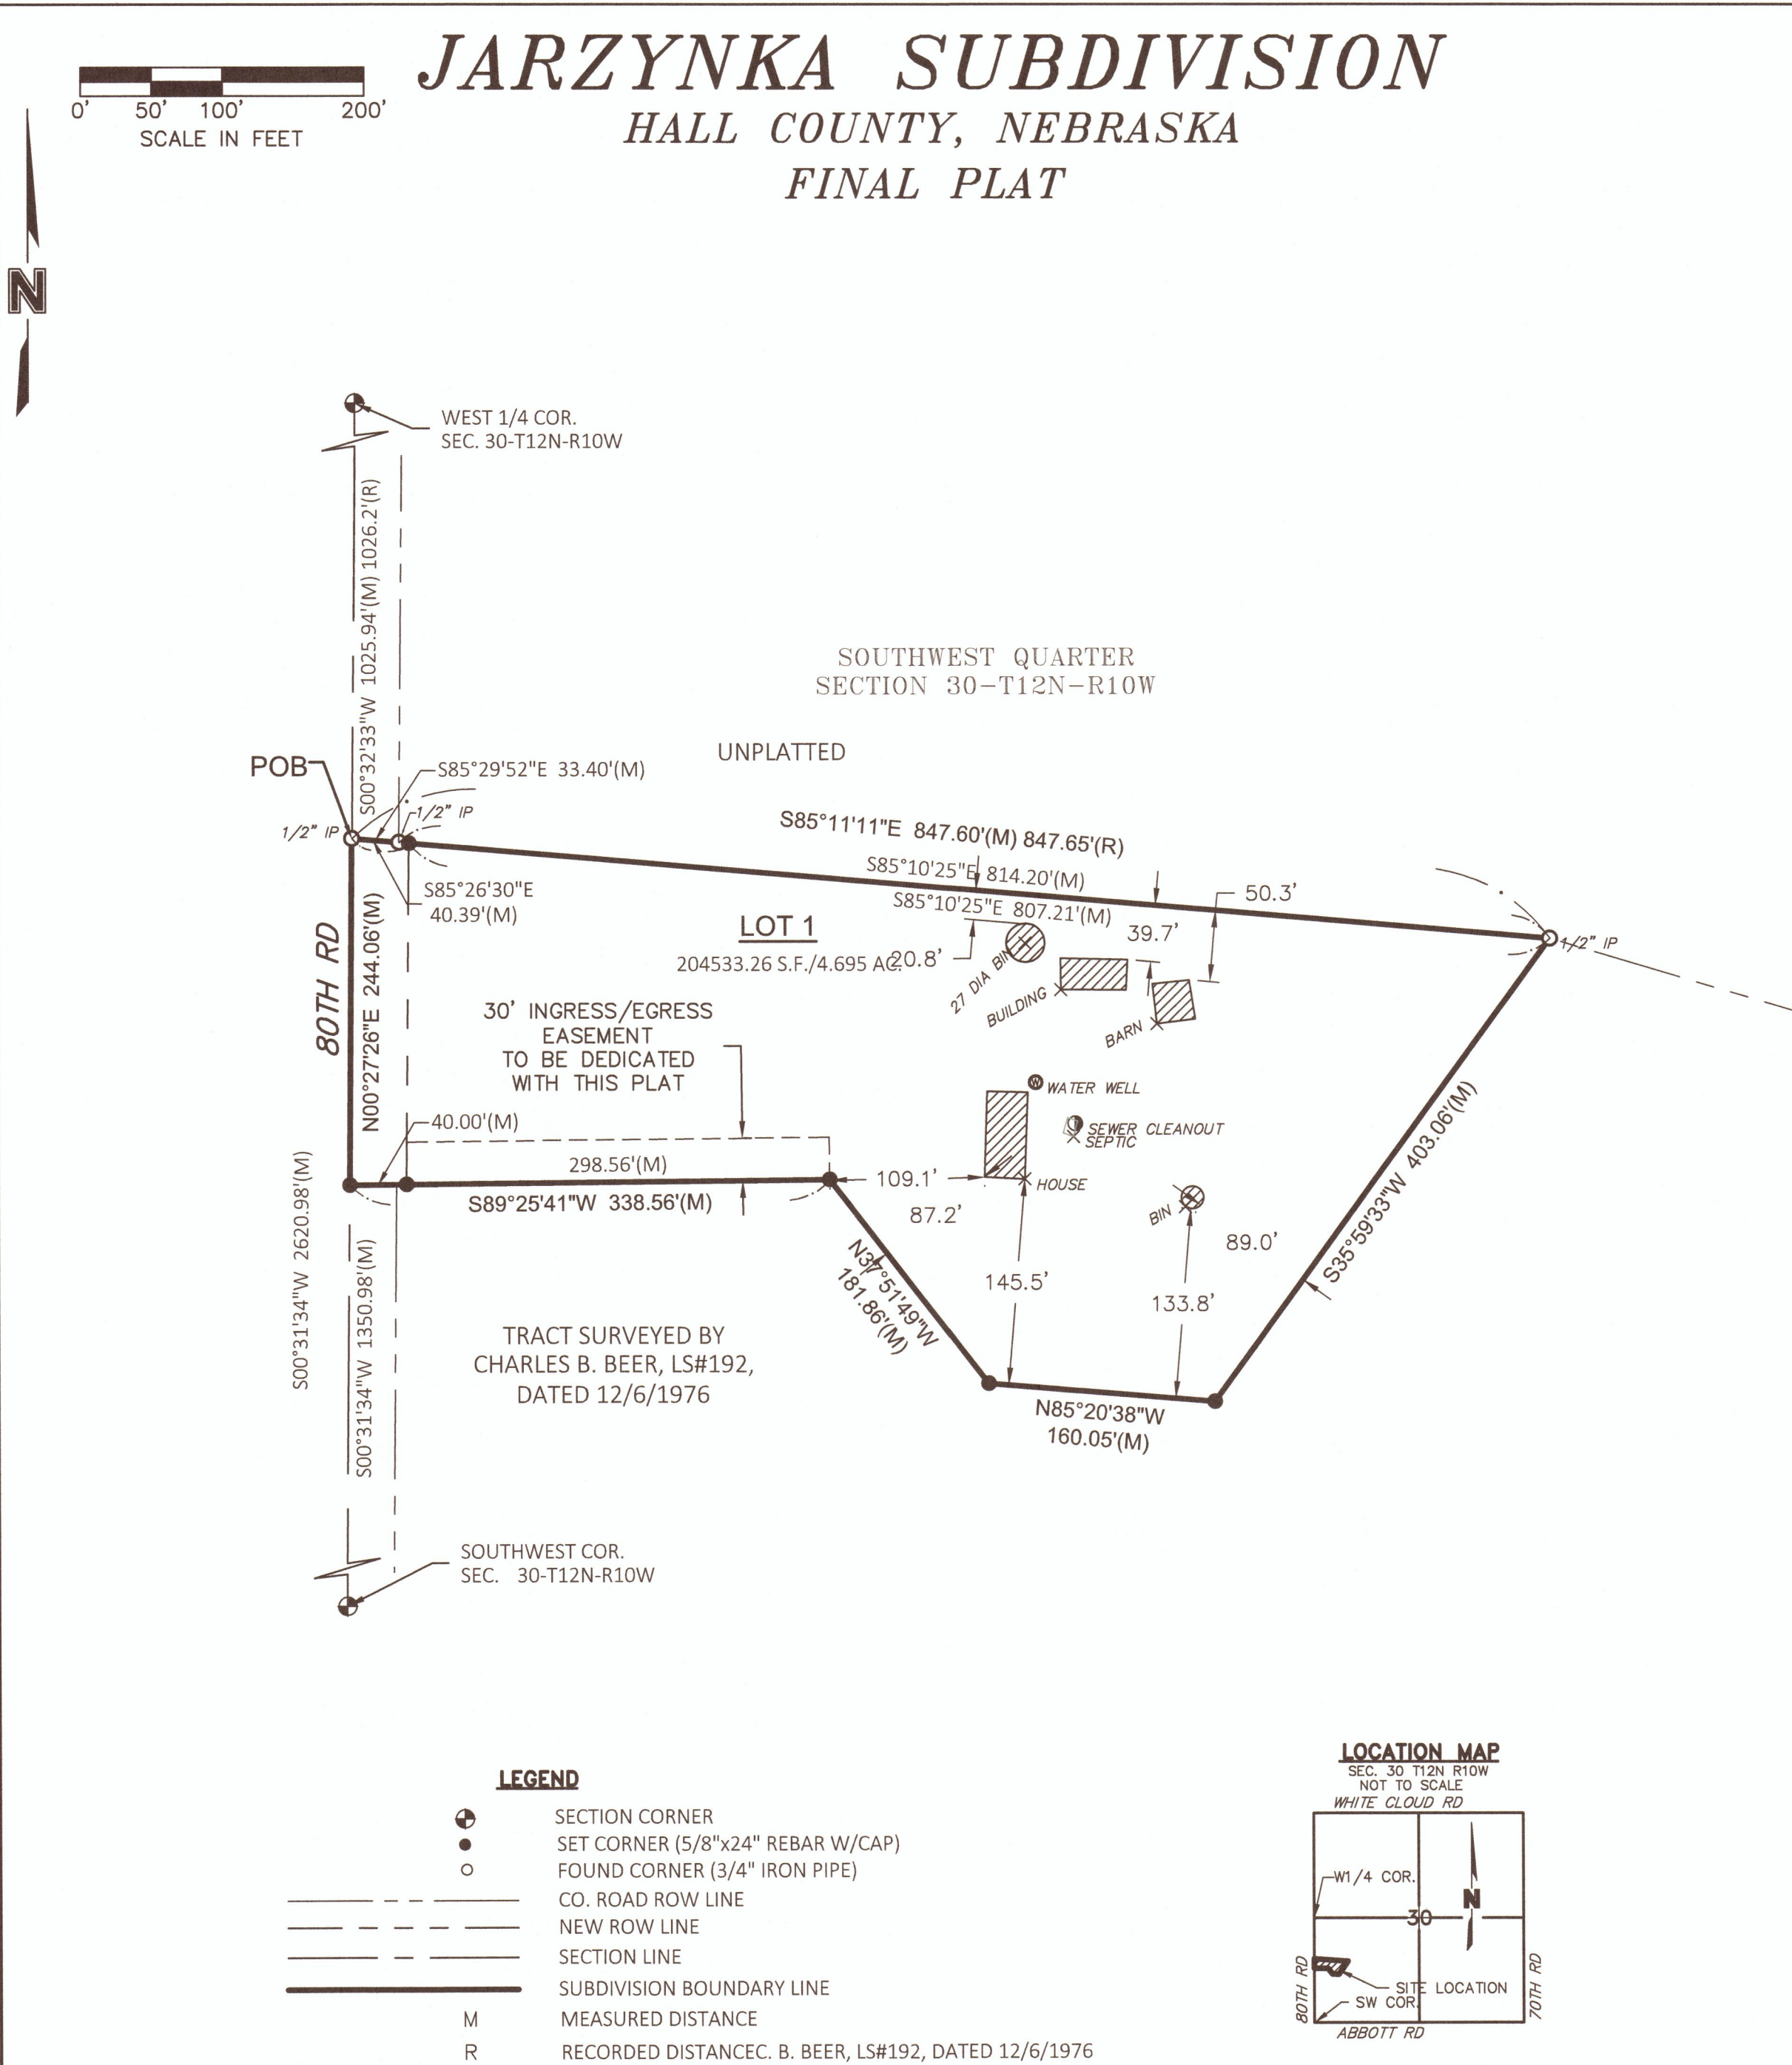 JARZYNKA SUBDIVISION
HALL COUNTY, NEBRASKA
FINAL PLAT
0' 50' 100' 200'
SCALE IN FEET
N
WEST 1/4 COR.
SEC. 30-T12N-R10W
S00°32'33"W 1025.94'(M) 1026.2'(R)
SOUTHWEST QUARTER
SECTION 30-T12N-R10W
UNPLATTED
POB
S85°29'52"E 33.40'(M)
1/2" IP
1/2" IP
S85°11'11"E 847.60'(M) 847.65'(R)
S85°10'25"E 814.20'(M)
S85°10'25"E 807.21'(M)
S85°26'30"E
40.39'(M)
50.3'
39.7'
1/2" IP
LOT 1
204533.26 S.F./4.695 AC.
20.8'
27 DIA BIN
BUILDING
BARN
80TH RD
N00°27'26"E 244.06'(M)
30' INGRESS/EGRESS
EASEMENT
TO BE DEDICATED
WITH THIS PLAT
WATER WELL
SEWER CLEANOUT
SEPTIC
40.00'(M)
298.56'(M)
S89°25'41"W 338.56'(M)
109.1'
HOUSE
87.2'
BIN
89.0'
S35°59'33"W 403.06'(M)
N37°51'49"W
181.86'(M)
145.5'
133.8'
N85°20'38"W
160.05'(M)
S00°31'34"W 2620.98'(M)
S00°31'34"W 1350.98'(M)
TRACT SURVEYED BY
CHARLES B. BEER, LS#192,
DATED 12/6/1976
SOUTHWEST COR.
SEC. 30-T12N-R10W
LEGEND
SECTION CORNER
SET CORNER (5/8"x24" REBAR W/CAP)
FOUND CORNER (3/4" IRON PIPE)
CO. ROAD ROW LINE
NEW ROW LINE
SECTION LINE
SUBDIVISION BOUNDARY LINE
M MEASURED DISTANCE
R RECORDED DISTANCEC. B. BEER, LS#192, DATED 12/6/1976
LOCATION MAP
SEC. 30 T12N R10W
NOT TO SCALE
WHITE CLOUD RD
W1/4 COR.
N
30
80TH RD
70TH RD
SITE LOCATION
SW COR.
ABBOTT RD